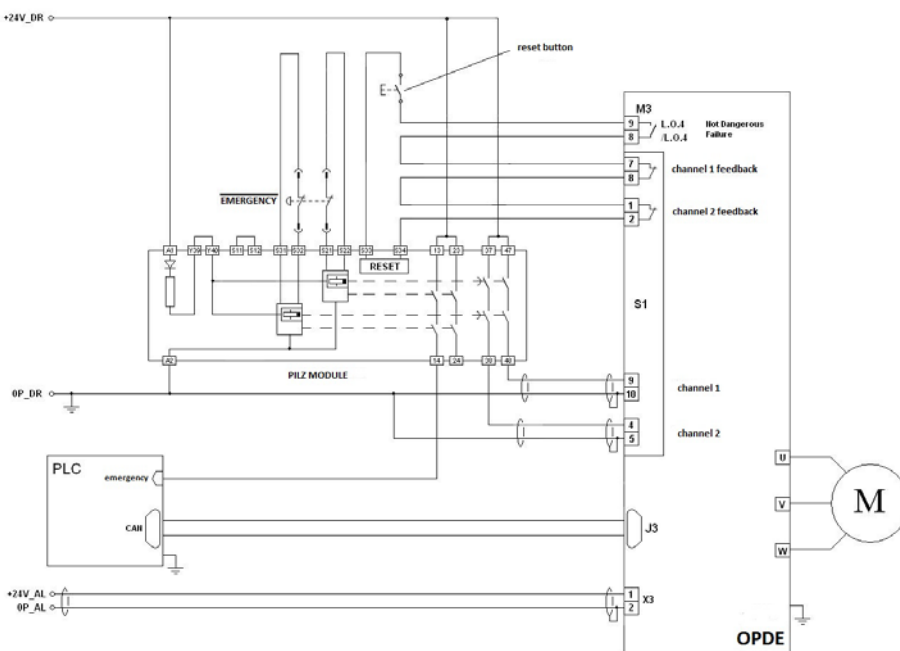 +24V_DR
reset button
M3
9 L.O.4 Not Dangerous
8 /L.O.4 Failure
7
8
channel 1 feedback
1
2
channel 2 feedback
EMERGENCY
A1 Y39 Y40 S11 S12 S31 S32 S21 S22 S33 S34 13 23 37 47
RESET
S1
A2 14 24 38 48
PILZ MODULE
9
10
channel 1
0P_DR
4
5
channel 2
PLC
emergency
U
V
M
CAN
J3
W
+24V_AL
0P_AL
1
2
X3
OPDE